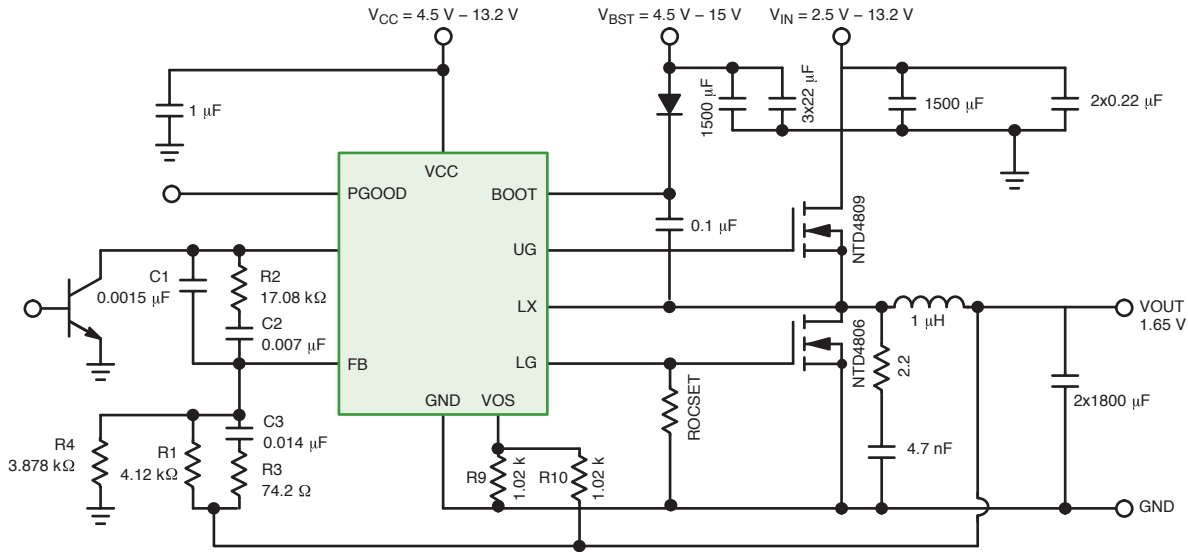 V_CC = 4.5 V – 13.2 V
V_BST = 4.5 V – 15 V
V_IN = 2.5 V – 13.2 V
1 μF
1500 μF
3x22 μF
1500 μF
2x0.22 μF
VCC
PGOOD
BOOT
0.1 μF
NTD4809
UG
C1
0.0015 μF
R2
17.08 kΩ
C2
0.007 μF
LX
1 μH
VOUT
1.65 V
FB
LG
NTD4806
2.2
2x1800 μF
GND
VOS
ROCSET
R4
3.878 kΩ
R1
4.12 kΩ
C3
0.014 μF
R3
74.2 Ω
R9
1.02 k
R10
1.02 k
4.7 nF
GND